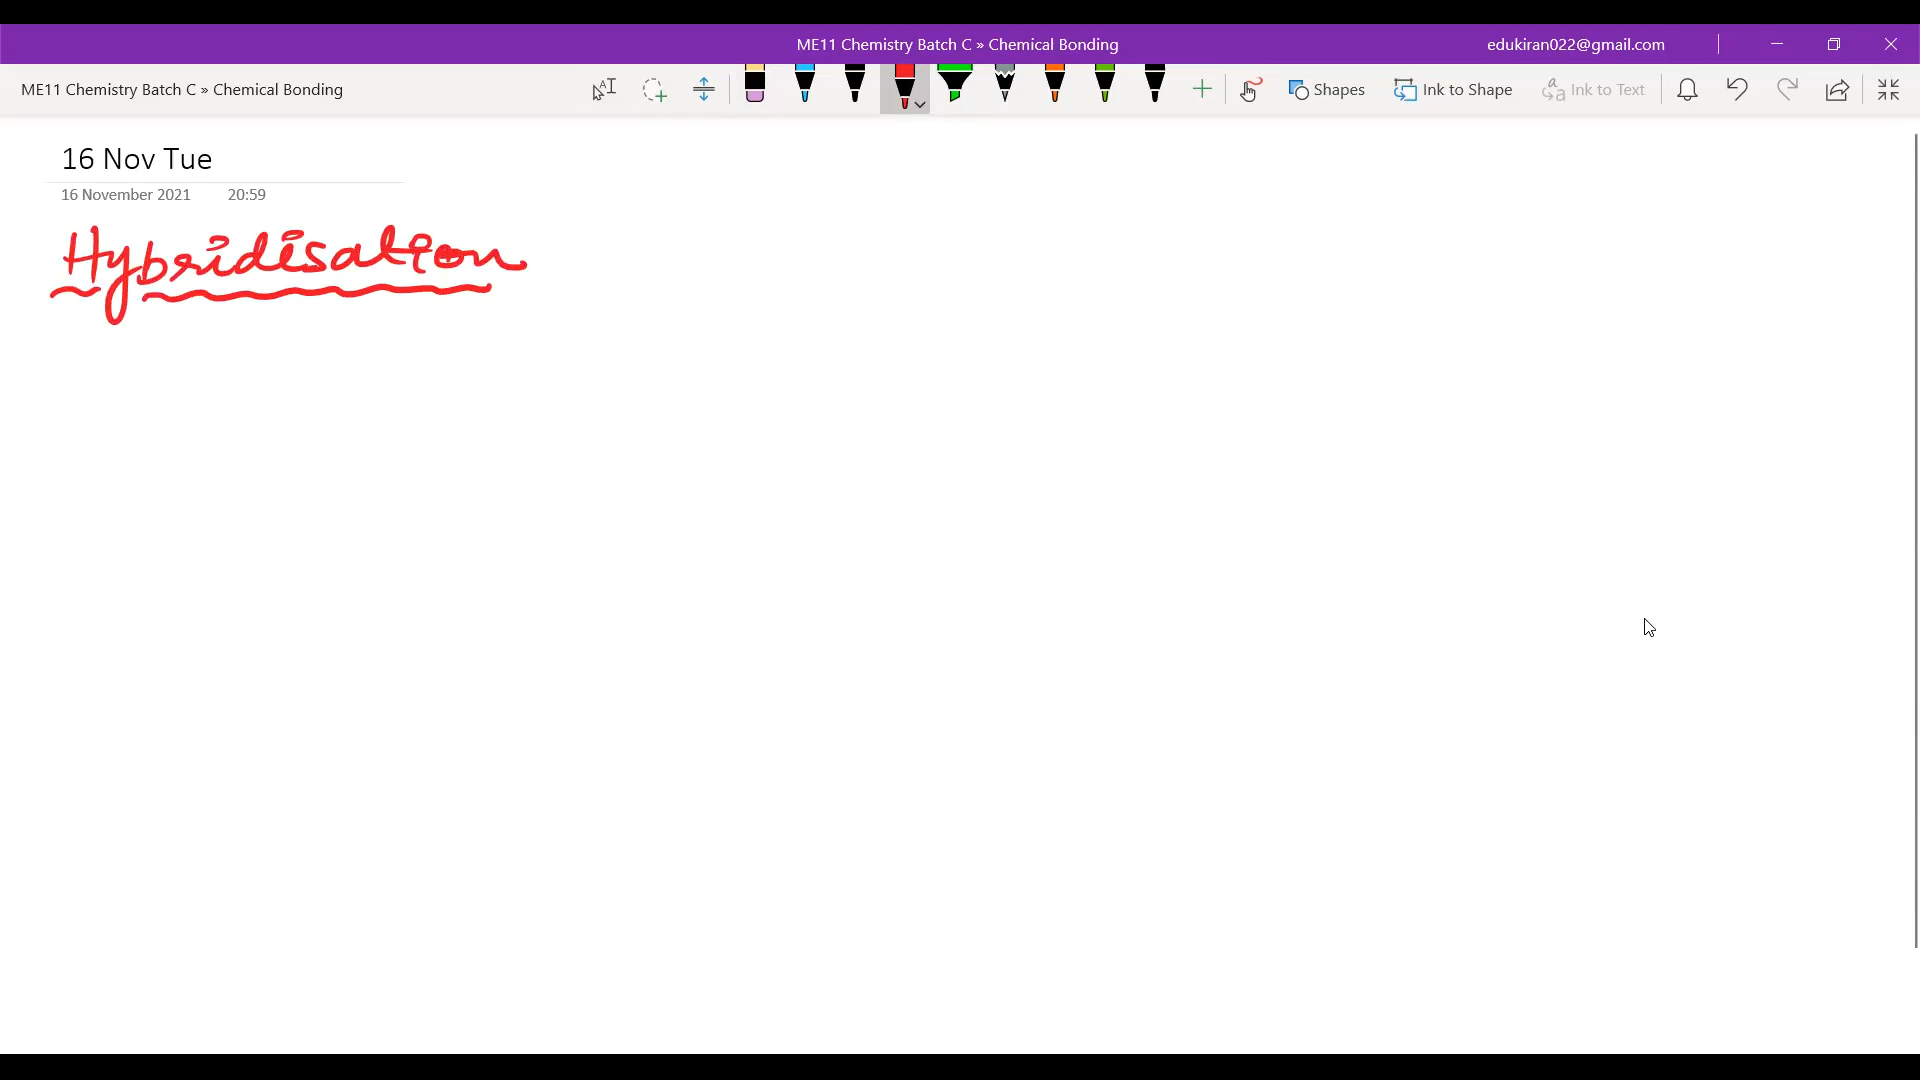 ME11 Chemistry Batch C » Chemical Bonding
edukiran022@gmail.com
ME11 Chemistry Batch C » Chemical Bonding
Shapes
Ink to Shape
Ink to Text
16 Nov Tue
16 November 2021 20:59
Hybridisation